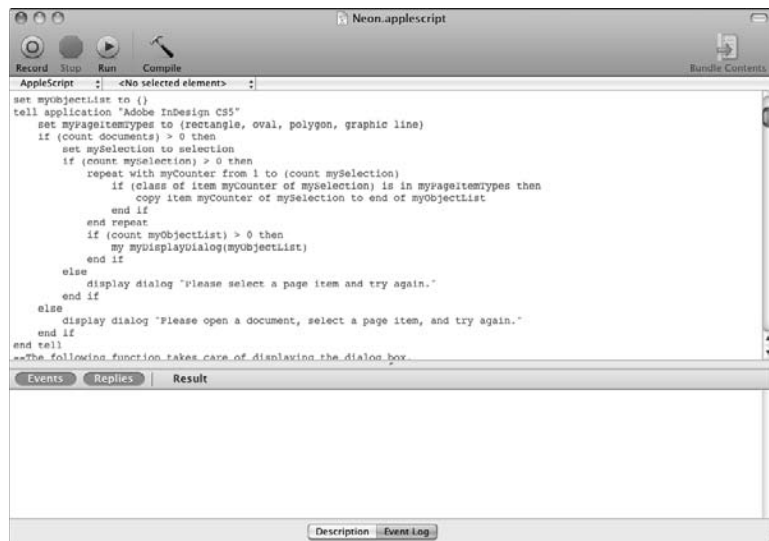 Neon.applescript
Record Stop Run Compile Bundle Contents
AppleScript <No selected element>
set myObjectList to {}
tell application "Adobe InDesign CS5"
set myPageItemTypes to {rectangle, oval, polygon, graphic line}
if (count documents) > 0 then
set mySelection to selection
if (count mySelection) > 0 then
repeat with myCounter from 1 to (count mySelection)
if (class of item myCounter of mySelection) is in myPageItemTypes then
copy item myCounter of mySelection to end of myObjectList
end if
end repeat
if (count myObjectList) > 0 then
my myDisplayDialog(myObjectList)
end if
else
display dialog "Please select a page item and try again."
end if
else
display dialog "Please open a document, select a page item, and try again."
end if
end tell
--The following function takes care of displaying the dialog box.
Events Replies Result
Description Event Log